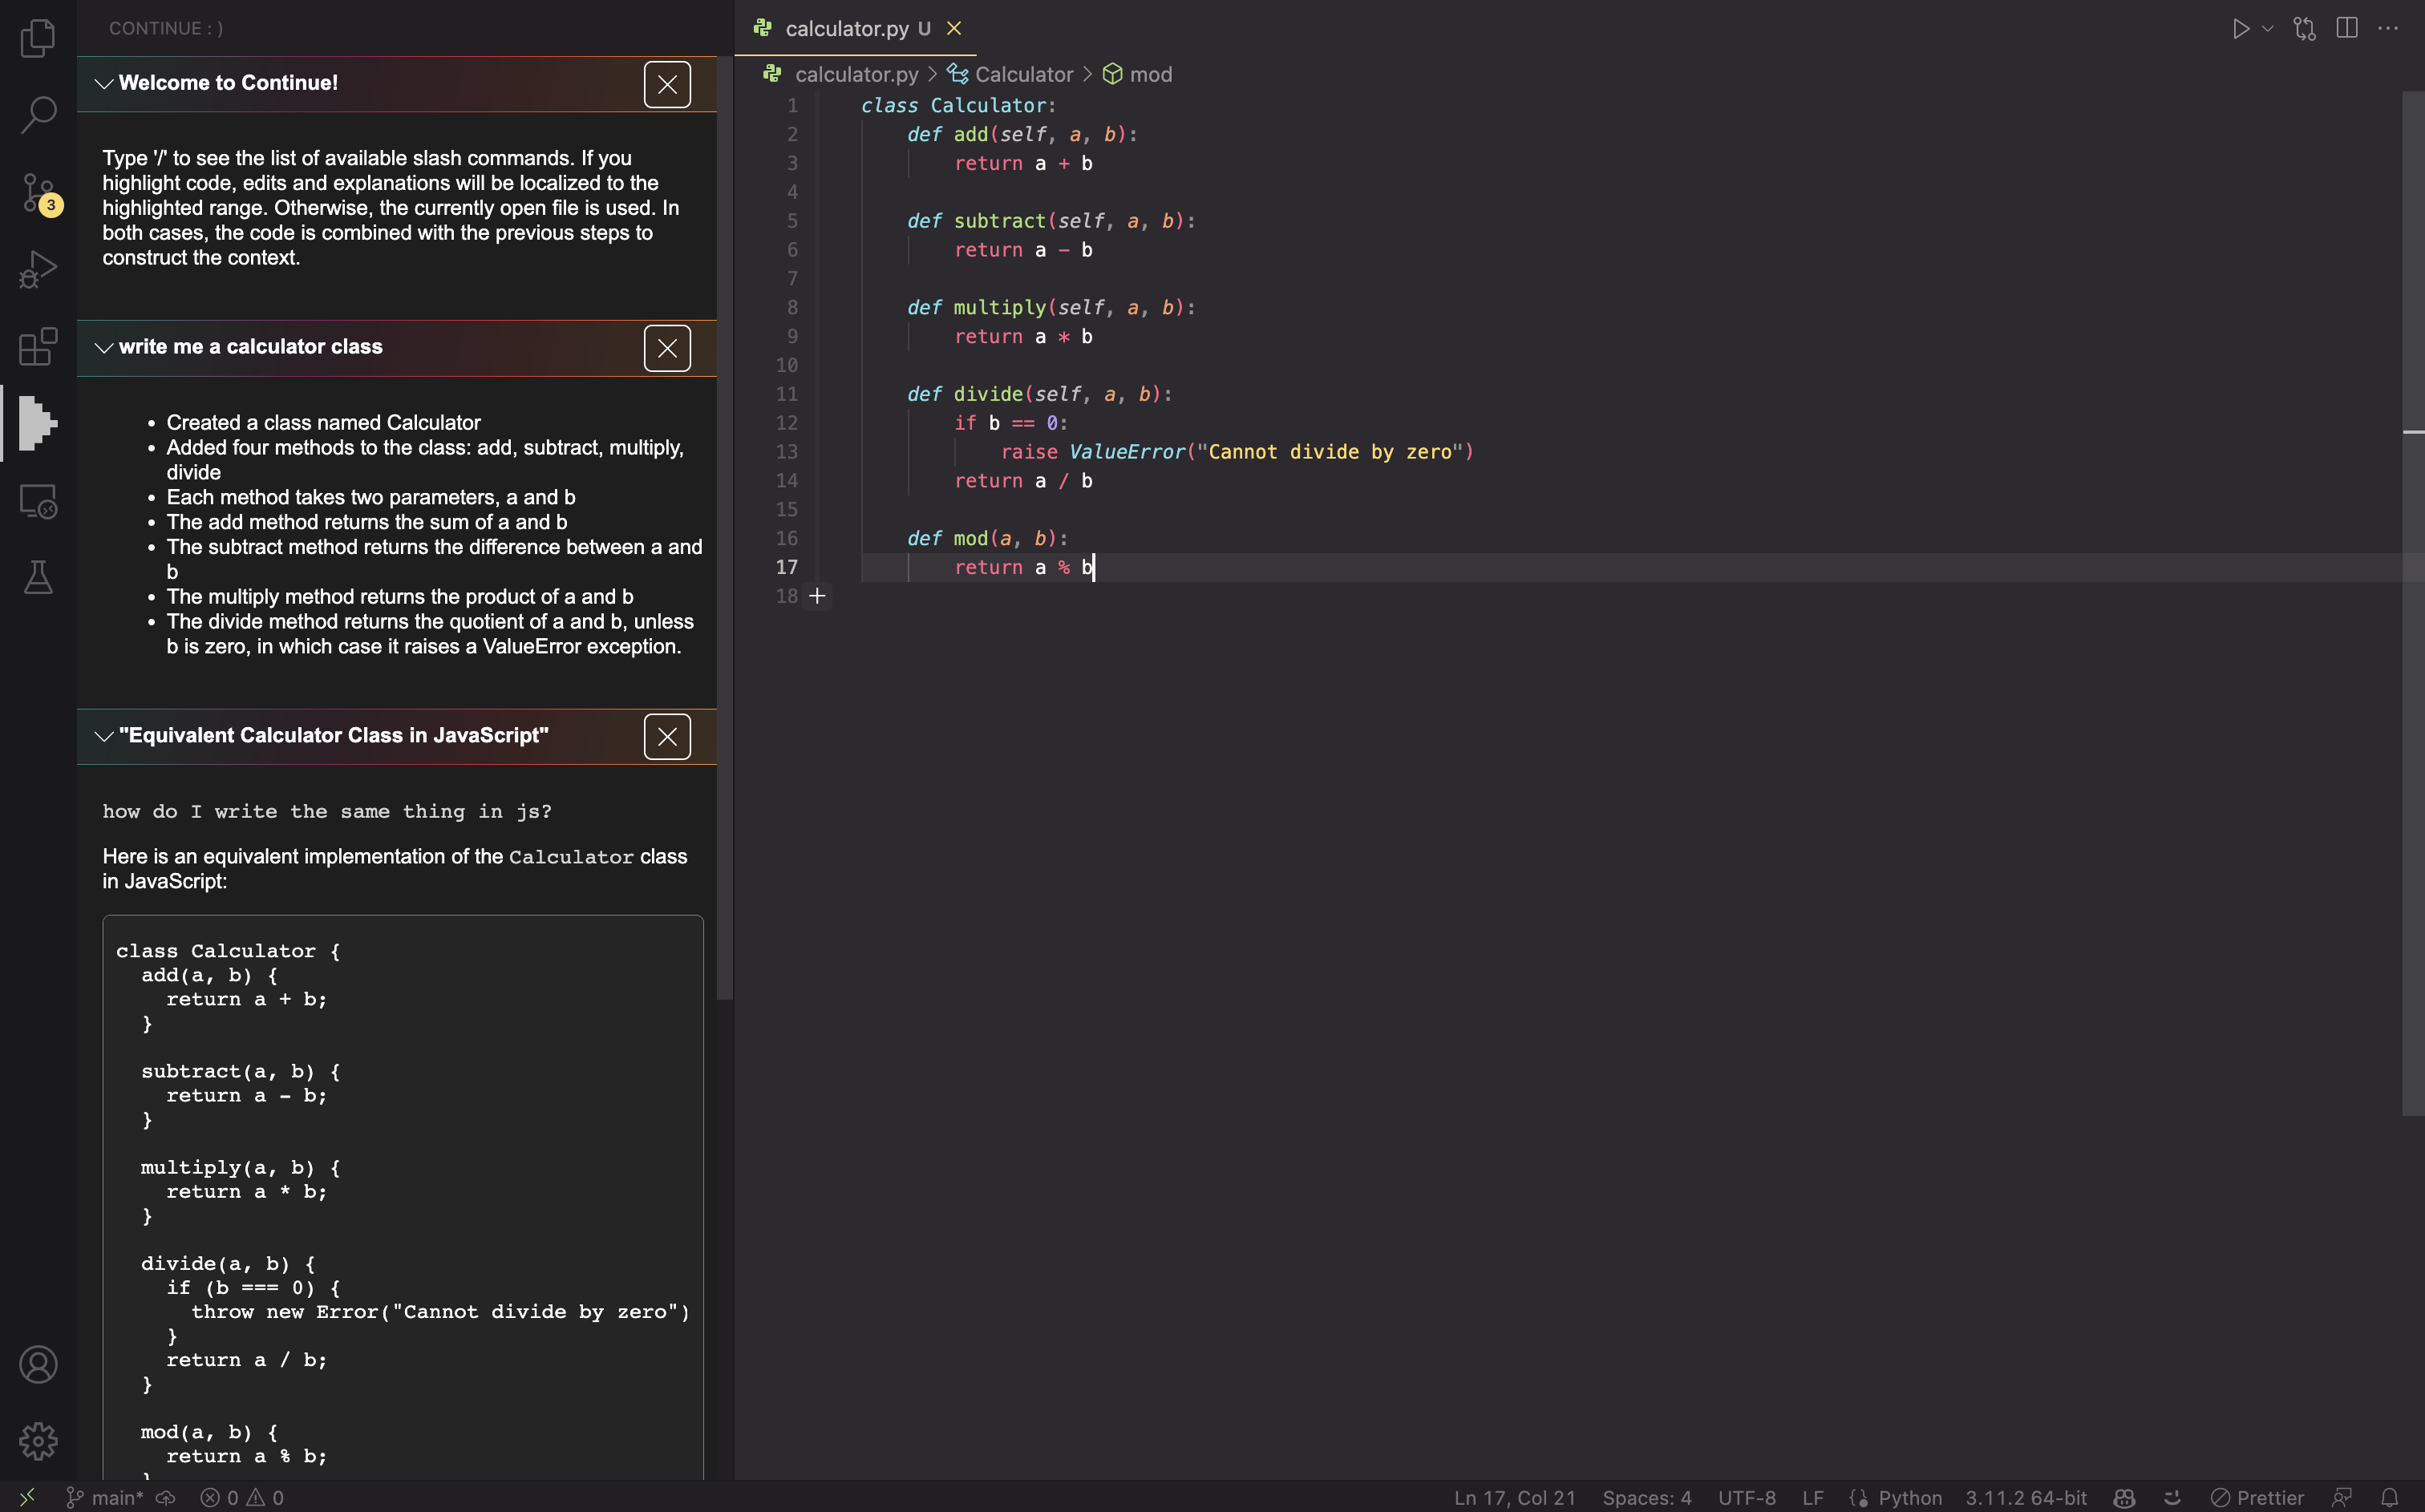 CONTINUE : )
Welcome to Continue!
Type '/' to see the list of available slash commands. If you
highlight code, edits and explanations will be localized to the
highlighted range. Otherwise, the currently open file is used. In
both cases, the code is combined with the previous steps to
construct the context.
3
write me a calculator class
• Created a class named Calculator
• Added four methods to the class: add, subtract, multiply,
divide
• Each method takes two parameters, a and b
• The add method returns the sum of a and b
• The subtract method returns the difference between a and
b
• The multiply method returns the product of a and b
• The divide method returns the quotient of a and b, unless
b is zero, in which case it raises a ValueError exception.
"Equivalent Calculator Class in JavaScript"
how do I write the same thing in js?
Here is an equivalent implementation of the Calculator class
in JavaScript:
class Calculator {
  add(a, b) {
    return a + b;
  }
  subtract(a, b) {
    return a - b;
  }
  multiply(a, b) {
    return a * b;
  }
  divide(a, b) {
    if (b === 0) {
      throw new Error("Cannot divide by zero")
    }
    return a / b;
  }
  mod(a, b) {
    return a % b;
  }
calculator.py U
calculator.py > Calculator > mod
1 class Calculator:
2     def add(self, a, b):
3         return a + b
4
5     def subtract(self, a, b):
6         return a - b
7
8     def multiply(self, a, b):
9         return a * b
10
11     def divide(self, a, b):
12         if b == 0:
13             raise ValueError("Cannot divide by zero")
14         return a / b
15
16     def mod(a, b):
17         return a % b
18
main* 0 0 Ln 17, Col 21 Spaces: 4 UTF-8 LF Python 3.11.2 64-bit Prettier